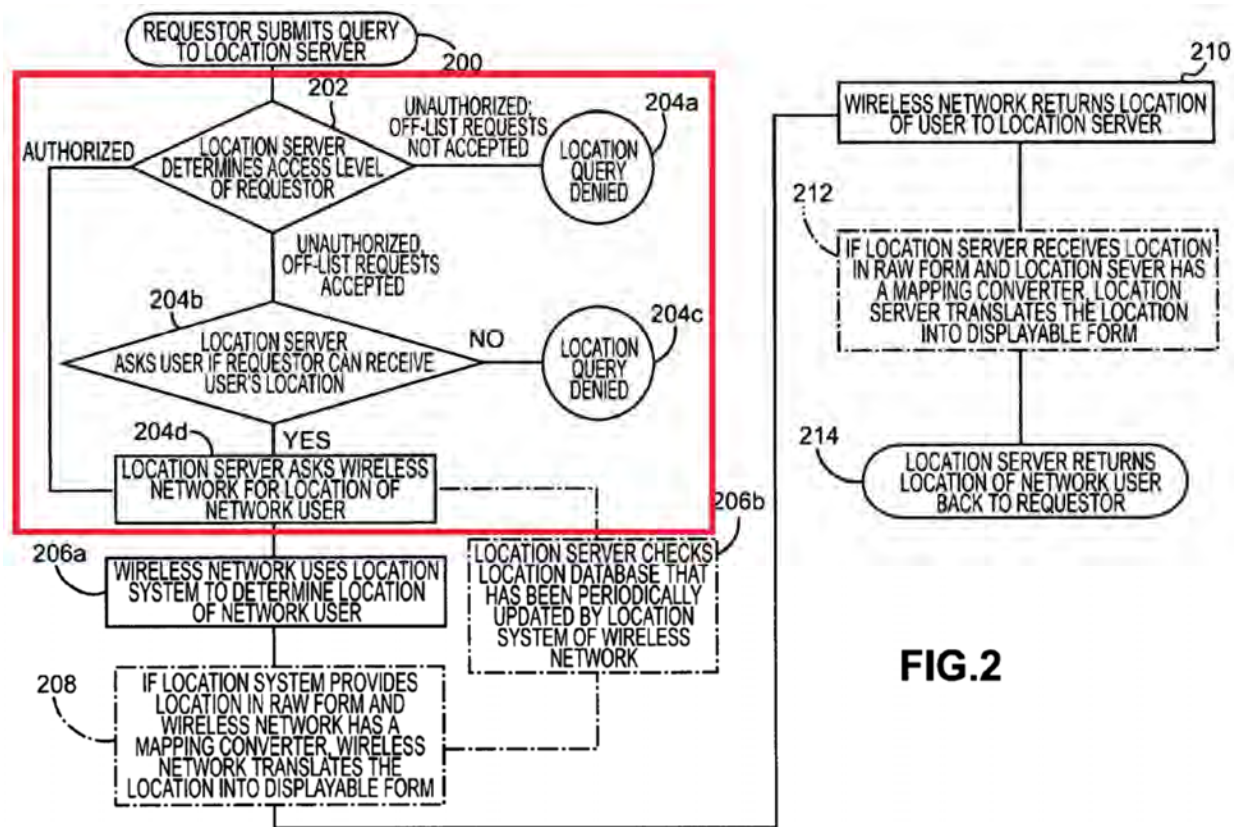 REQUESTOR SUBMITS QUERY
TO LOCATION SERVER
200
202
AUTHORIZED
LOCATION SERVER
DETERMINES ACCESS LEVEL
OF REQUESTOR
UNAUTHORIZED;
OFF-LIST REQUESTS
NOT ACCEPTED
204a
LOCATION
QUERY
DENIED
UNAUTHORIZED,
OFF-LIST REQUESTS
ACCEPTED
204b
LOCATION SERVER
ASKS USER IF REQUESTOR CAN RECEIVE
USER'S LOCATION
NO
204c
LOCATION
QUERY
DENIED
YES
204d
LOCATION SERVER ASKS WIRELESS
NETWORK FOR LOCATION OF
NETWORK USER
206a
WIRELESS NETWORK USES LOCATION
SYSTEM TO DETERMINE LOCATION
OF NETWORK USER
206b
LOCATION SERVER CHECKS
LOCATION DATABASE THAT
HAS BEEN PERIODICALLY
UPDATED BY LOCATION
SYSTEM OF WIRELESS
NETWORK
208
IF LOCATION SYSTEM PROVIDES
LOCATION IN RAW FORM AND
WIRELESS NETWORK HAS A
MAPPING CONVERTER, WIRELESS
NETWORK TRANSLATES THE
LOCATION INTO DISPLAYABLE FORM
210
WIRELESS NETWORK RETURNS LOCATION
OF USER TO LOCATION SERVER
212
IF LOCATION SERVER RECEIVES LOCATION
IN RAW FORM AND LOCATION SEVER HAS
A MAPPING CONVERTER, LOCATION
SERVER TRANSLATES THE LOCATION
INTO DISPLAYABLE FORM
214
LOCATION SERVER RETURNS
LOCATION OF NETWORK USER
BACK TO REQUESTOR
FIG.2